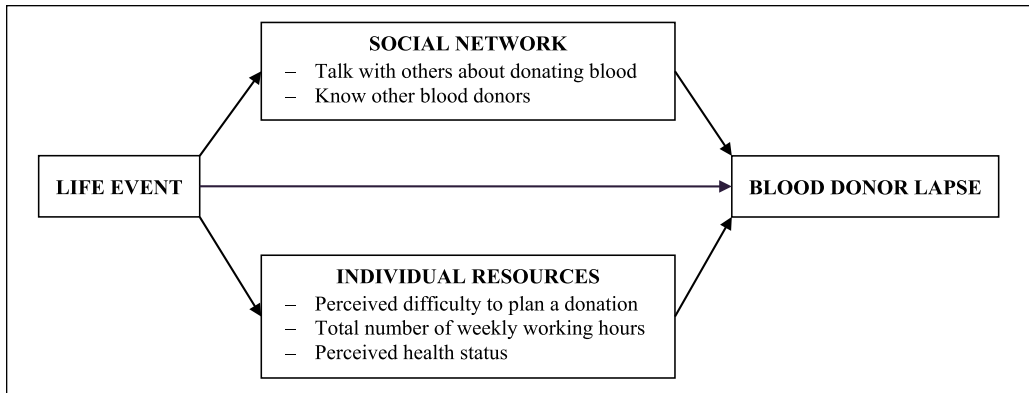 SOCIAL NETWORK
– Talk with others about donating blood
– Know other blood donors
LIFE EVENT
BLOOD DONOR LAPSE
INDIVIDUAL RESOURCES
– Perceived difficulty to plan a donation
– Total number of weekly working hours
– Perceived health status